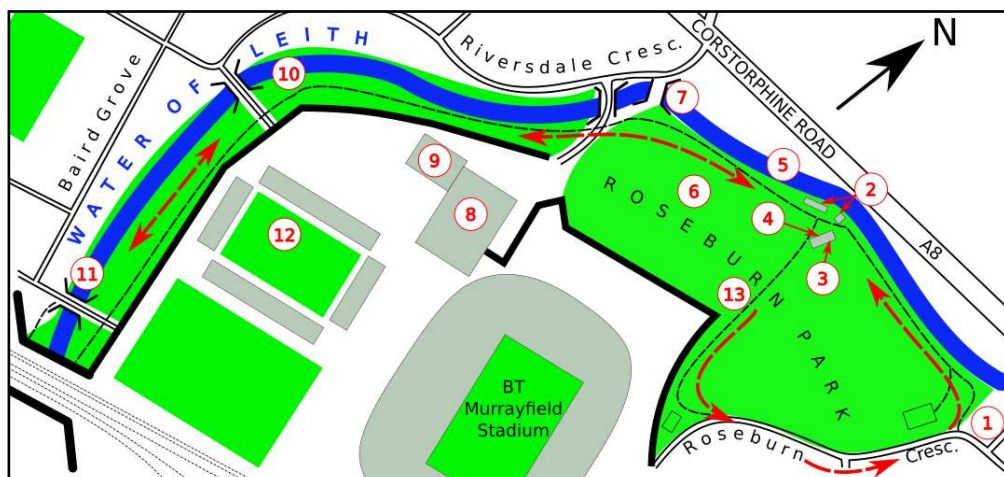 WATER OF LEITH
Riversdale Cresc.
CORSTORPHINE ROAD
A8
N
Baird Grove
ROSEBURN PARK
BT
Murrayfield
Stadium
Roseburn Cresc.
10
7
5
2
9
6
8
4
12
3
11
13
1